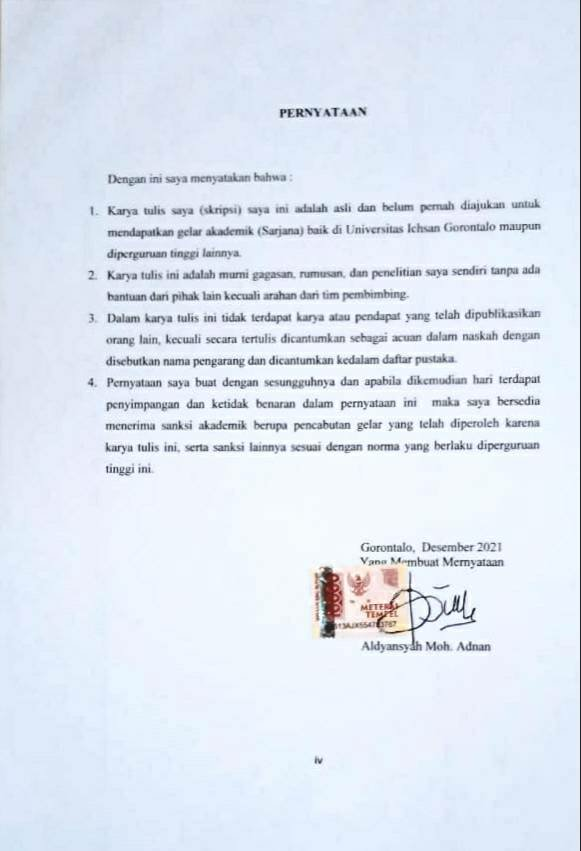 PERNYATAAN
Dengan ini saya menyatakan bahwa :
1. Karya tulis saya (skripsi) saya ini adalah asli dan belum pernah diajukan untuk
mendapatkan gelar akademik (Sarjana) baik di Universitas Ichsan Gorontalo maupun
diperguruan tinggi lainnya.
2. Karya tulis ini adalah murni gagasan, rumusan, dan penelitian saya sendiri tanpa ada
bantuan dari pihak lain kecuali arahan dari tim pembimbing.
3. Dalam karya tulis ini tidak terdapat karya atau pendapat yang telah dipublikasikan
orang lain, kecuali secara tertulis dicantumkan sebagai acuan dalam naskah dengan
disebutkan nama pengarang dan dicantumkan kedalam daftar pustaka.
4. Pernyataan saya buat dengan sesungguhnya dan apabila dikemudian hari terdapat
penyimpangan dan ketidak benaran dalam pernyataan ini maka saya bersedia
menerima sanksi akademik berupa pencabutan gelar yang telah diperoleh karena
karya tulis ini, serta sanksi lainnya sesuai dengan norma yang berlaku diperguruan
tinggi ini.
Gorontalo, Desember 2021
Yang Membuat Mernyataan
10000
METERAI
TEMPEL
Aldyansyah Moh. Adnan
iv